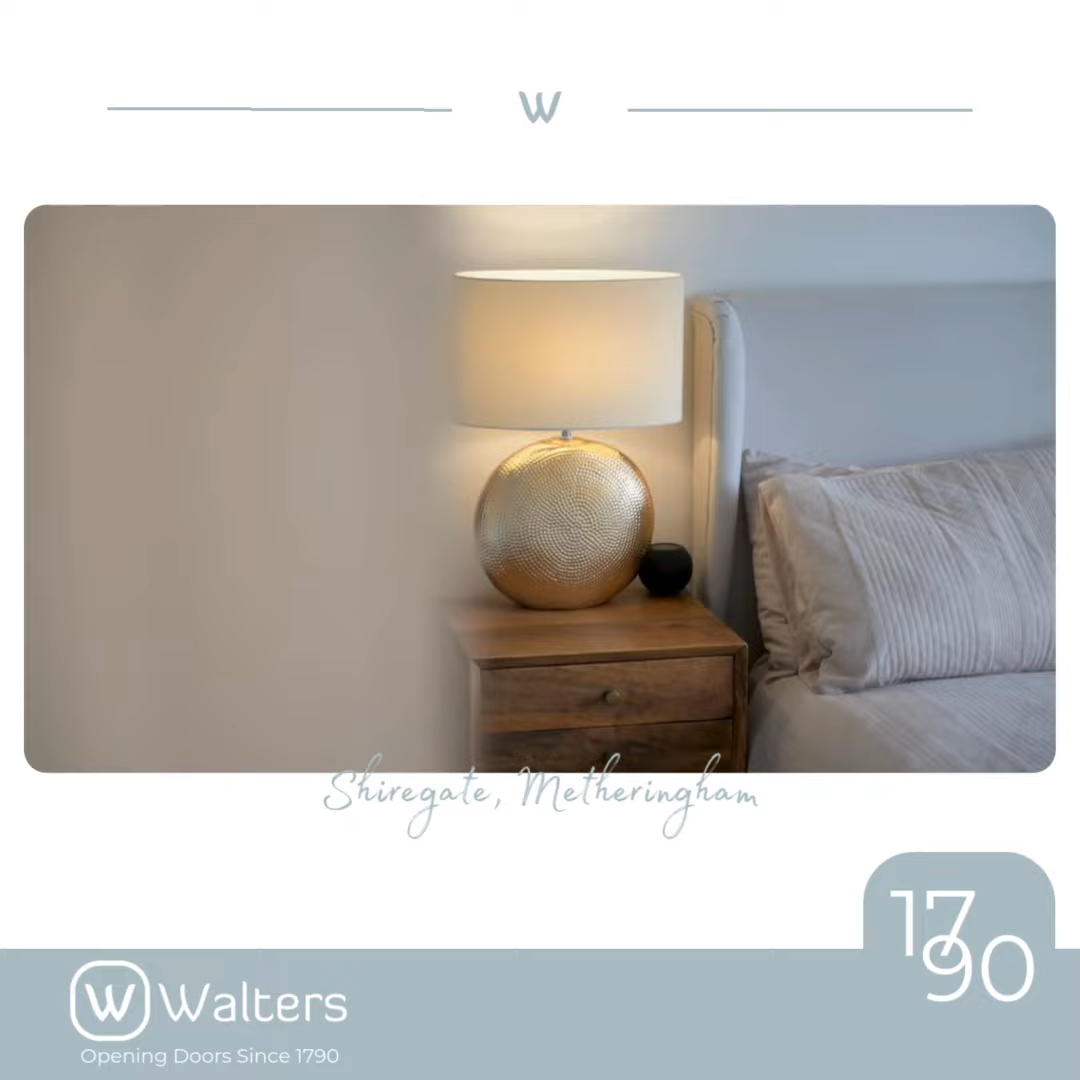 W
Shiregate, Metheringham
17
90
W Walters
Opening Doors Since 1790